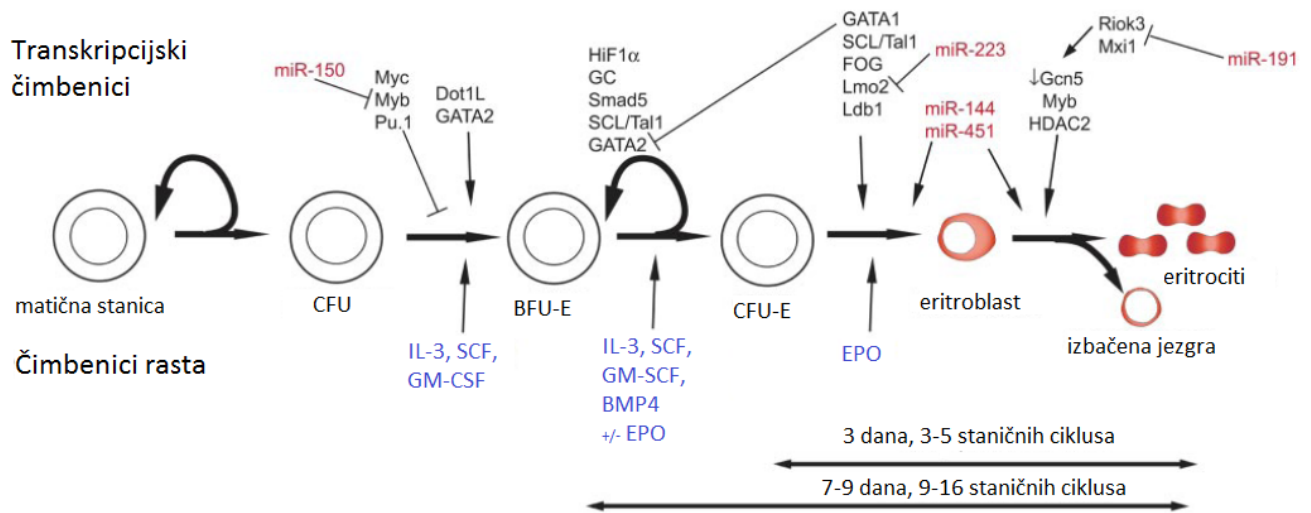 Transkripcijski
čimbenici
miR-150
Myc
Myb
Pu.1
Dot1L
GATA2
HiF1α
GC
Smad5
SCL/Tal1
GATA2
GATA1
SCL/Tal1
FOG
Lmo2
Ldb1
miR-223
miR-144
miR-451
Riok3
Mxi1
miR-191
↓Gcn5
Myb
HDAC2
matična stanica
CFU
BFU-E
CFU-E
eritroblast
eritrociti
izbačena jezgra
Čimbenici rasta
IL-3, SCF,
GM-CSF
IL-3, SCF,
GM-SCF,
BMP4
+/- EPO
EPO
3 dana, 3-5 staničnih ciklusa
7-9 dana, 9-16 staničnih ciklusa